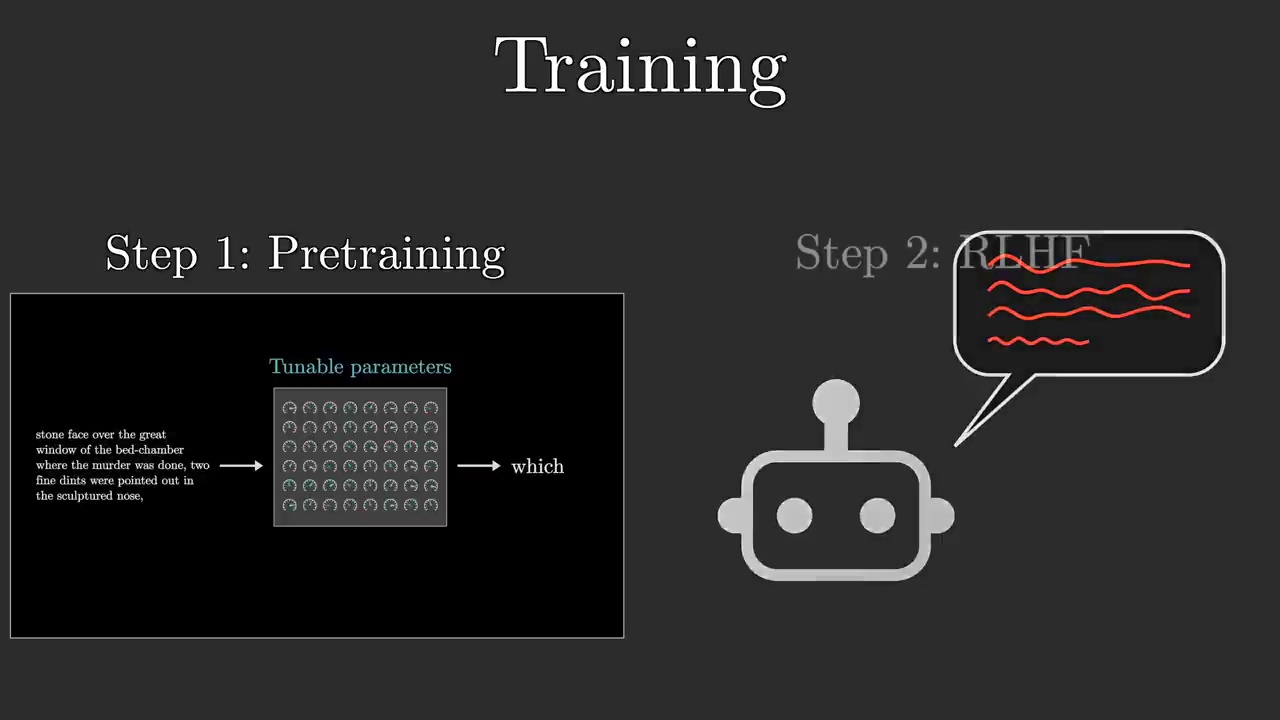 Training
Step 1: Pretraining
Step 2: RLHF
Tunable parameters
stone face over the great
window of the bed-chamber
where the murder was done, two
fine dints were pointed out in
the sculptured nose,
which